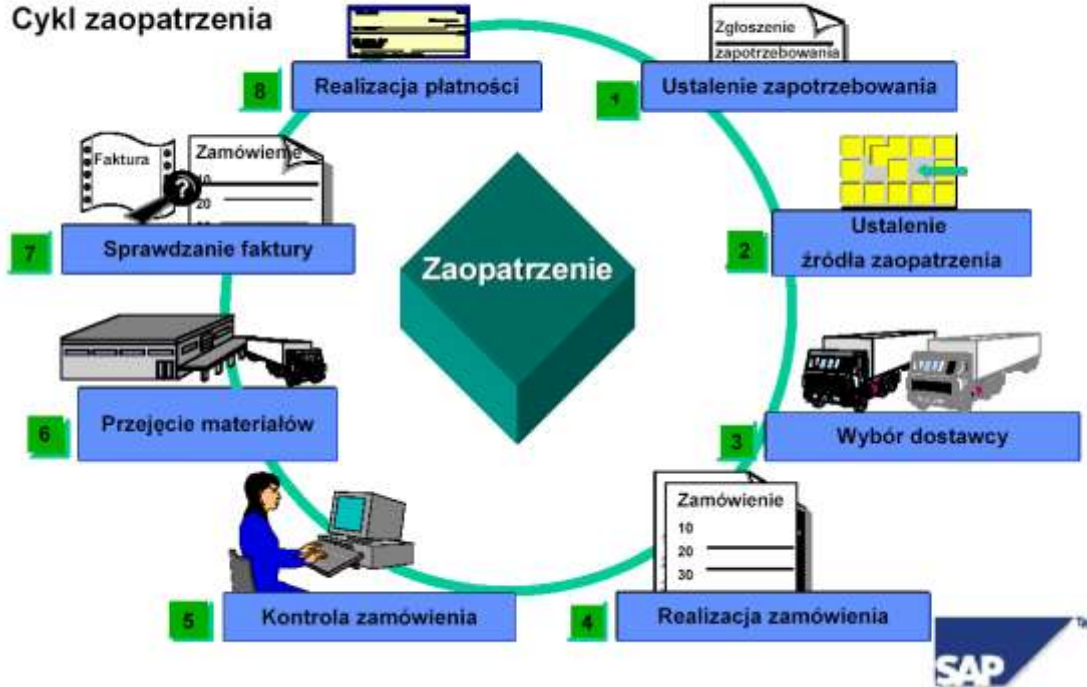 Cykl zaopatrzenia
Zgłoszenie
zapotrzebowania
8
Realizacja płatności
1
Ustalenie zapotrzebowania
Faktura
?
Zamówienie
10
20
7
Sprawdzanie faktury
2
Ustalenie
źródła zaopatrzenia
Zaopatrzenie
6
Przejęcie materiałów
3
Wybór dostawcy
Zamówienie
10
20
30
5
Kontrola zamówienia
4
Realizacja zamówienia
SAP